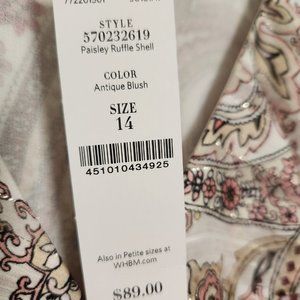 STYLE
570232619
Paisley Ruffle Shell
COLOR
Antique Blush
SIZE
14
451010434925
Also in Petite sizes at
WHBM.com
$89.00